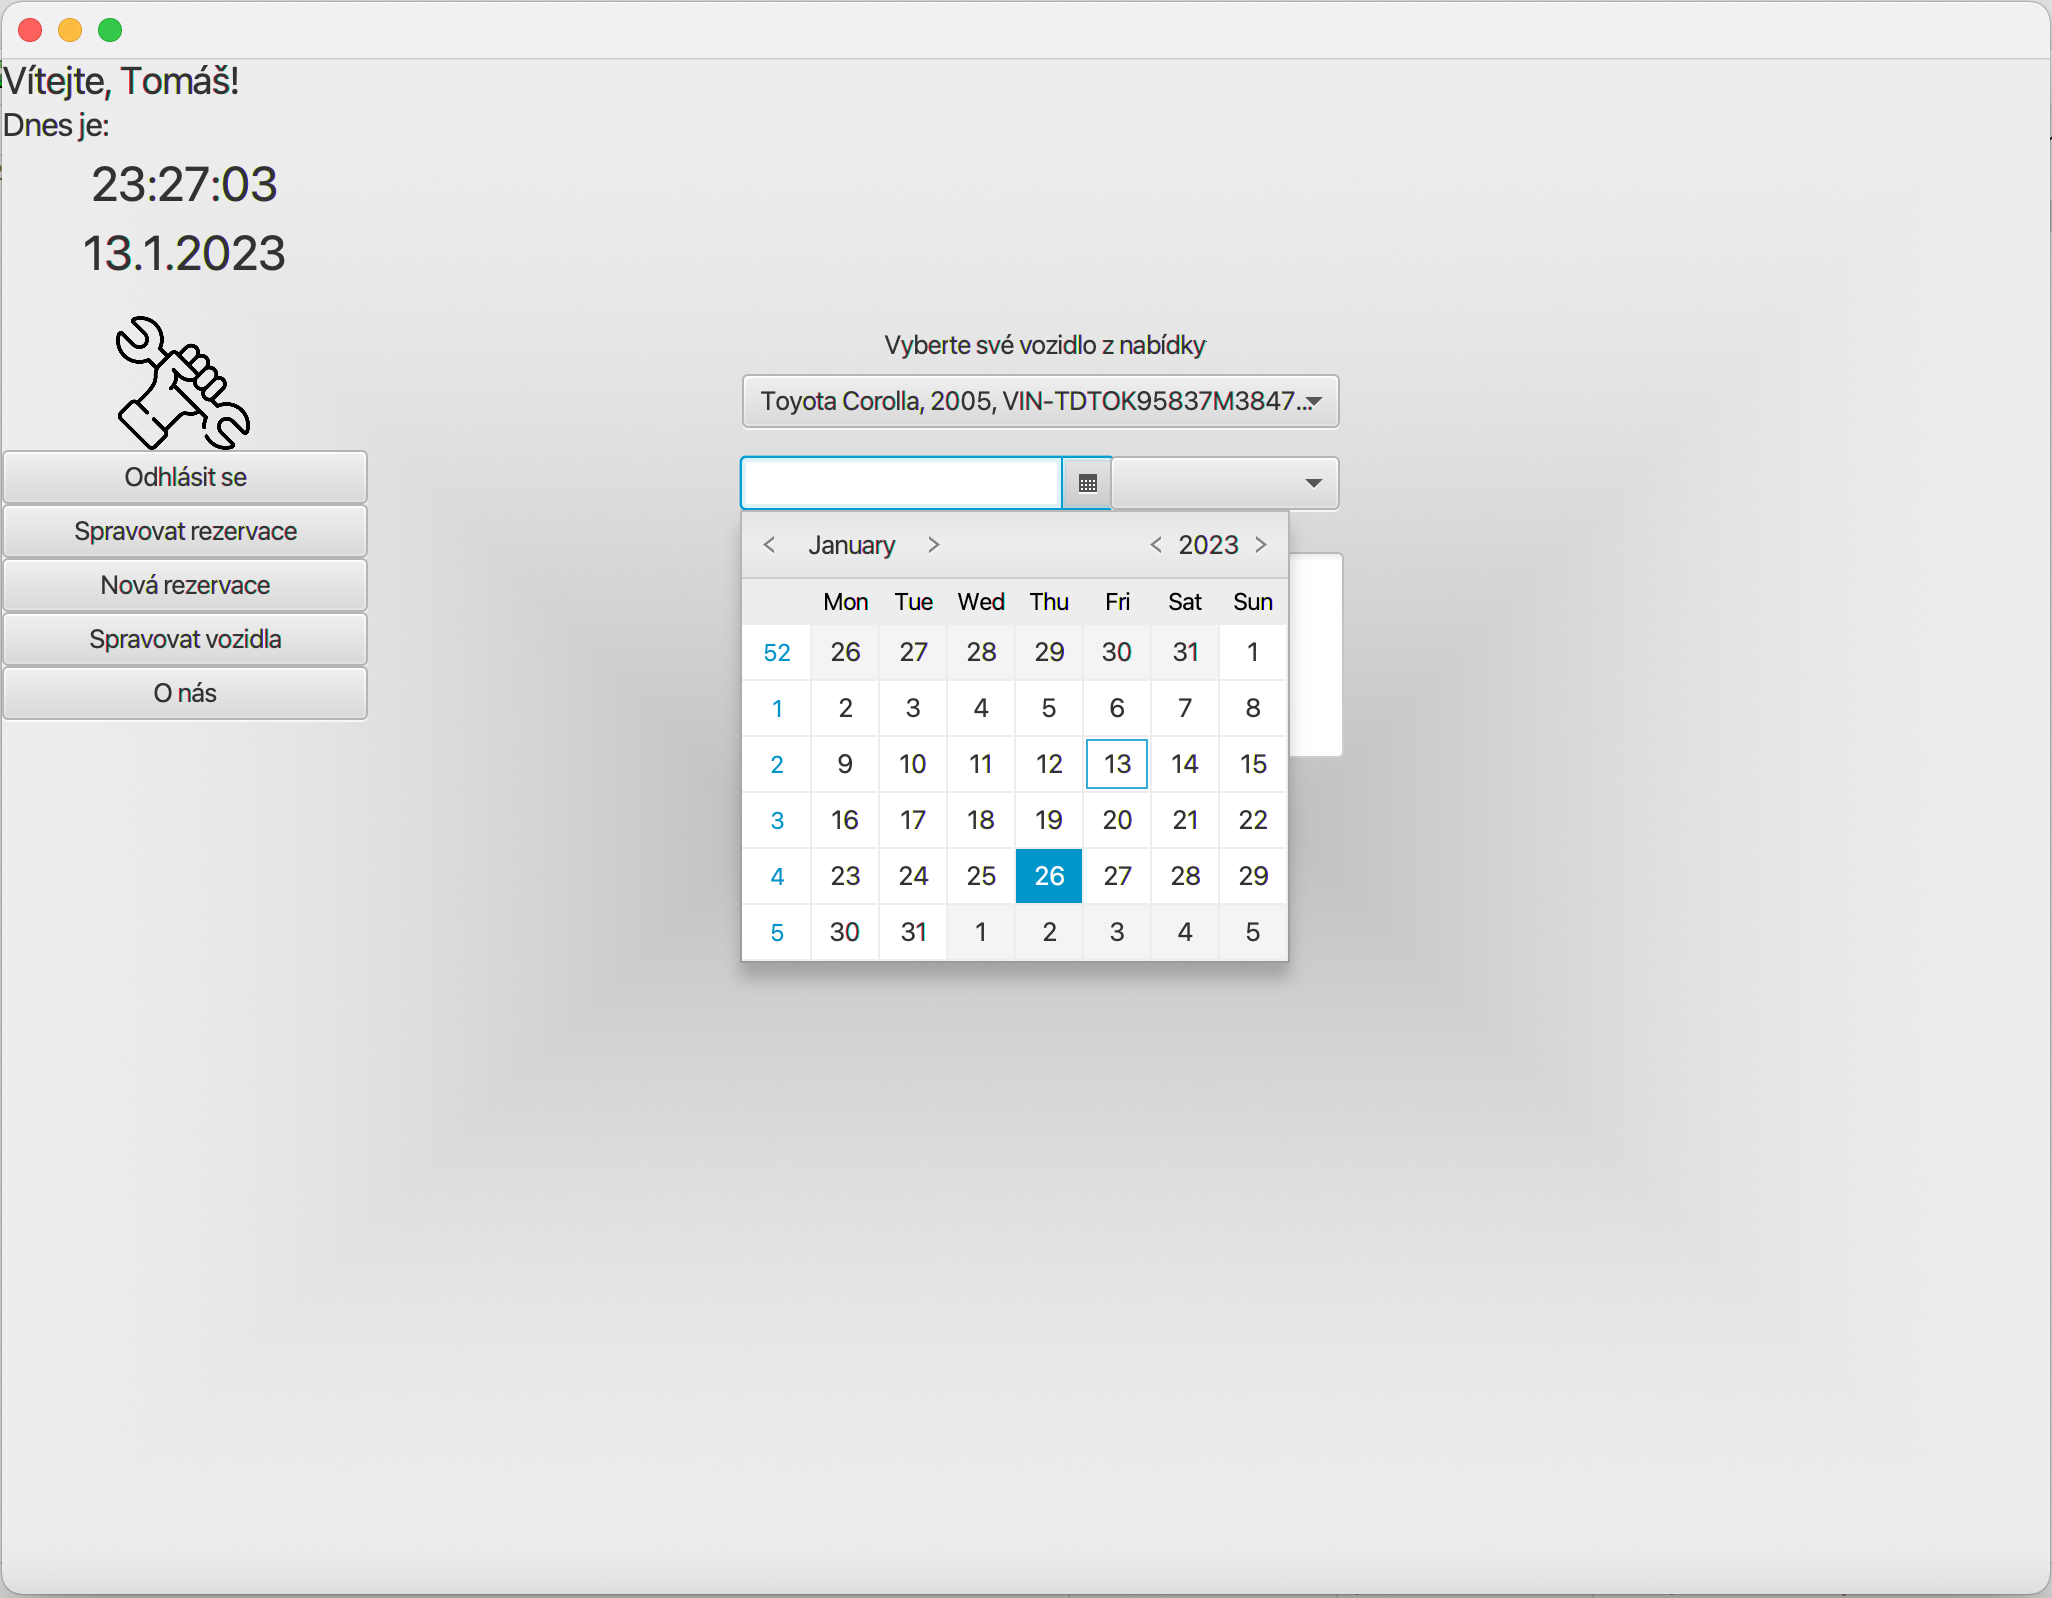 Vítejte, Tomáš!
Dnes je:
23:27:03
13.1.2023
Odhlásit se
Spravovat rezervace
Nová rezervace
Spravovat vozidla
O nás
Vyberte své vozidlo z nabídky
Toyota Corolla, 2005, VIN-TDTOK95837M3847...
< January > < 2023 >
Mon Tue Wed Thu Fri Sat Sun
52 26 27 28 29 30 31 1
1 2 3 4 5 6 7 8
2 9 10 11 12 13 14 15
3 16 17 18 19 20 21 22
4 23 24 25 26 27 28 29
5 30 31 1 2 3 4 5